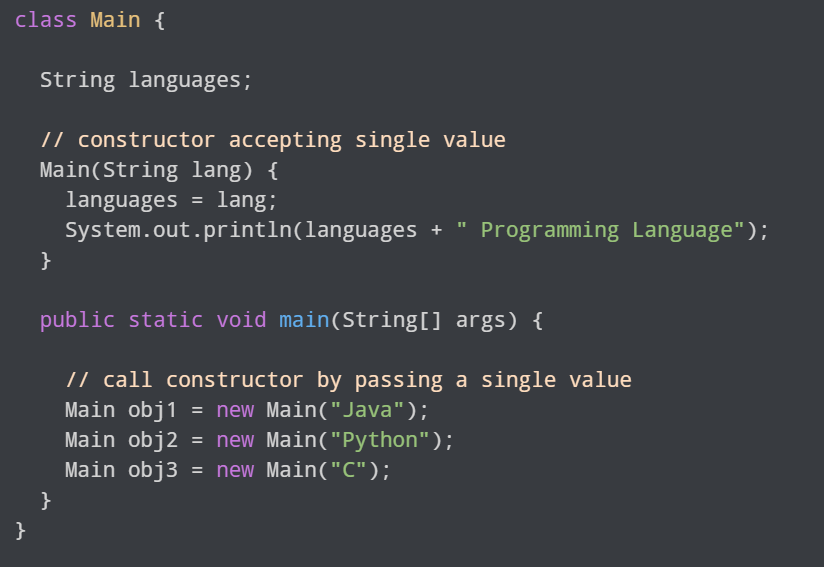 class Main {
String languages;
// constructor accepting single value
Main(String lang) {
languages = lang;
System.out.println(languages + " Programming Language");
}
public static void main(String[] args) {
// call constructor by passing a single value
Main obj1 = new Main("Java");
Main obj2 = new Main("Python");
Main obj3 = new Main("C");
}
}